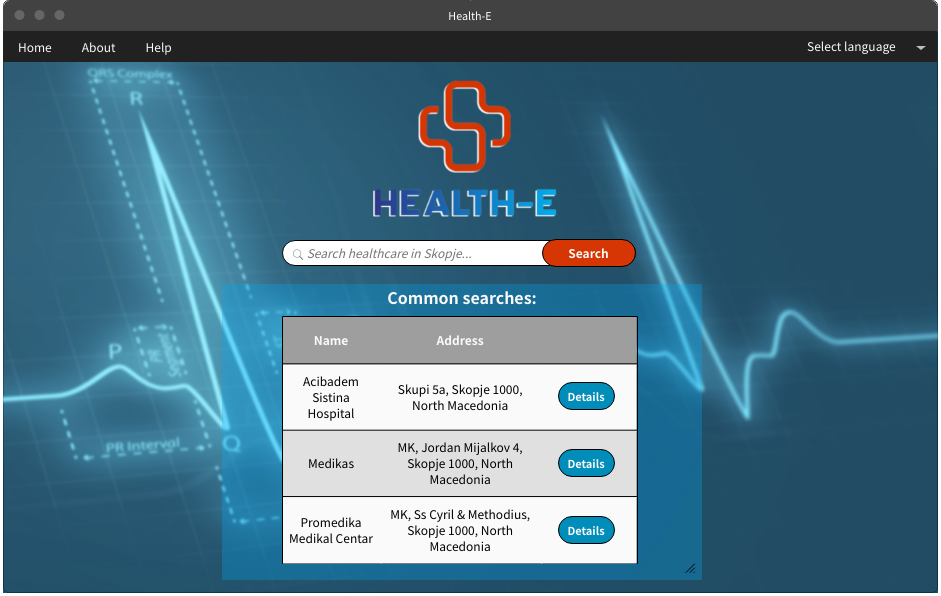 Health-E
Home About Help Select language
QRS Complex
R
HEALTH-E
Search healthcare in Skopje... Search
Common searches:
Name Address
P
Acibadem
Sistina
Hospital
Skupi 5a, Skopje 1000,
North Macedonia
Details
PR Interval
Q
Medikas
MK, Jordan Mijalkov 4,
Skopje 1000, North
Macedonia
Details
Promedika
Medikal Centar
MK, Ss Cyril & Methodius,
Skopje 1000, North
Macedonia
Details